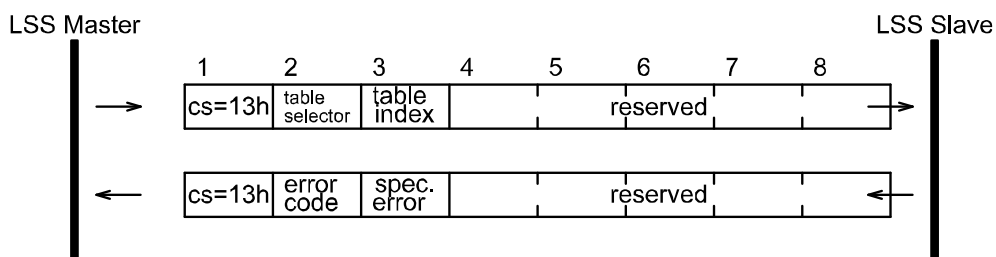 LSS Master LSS Slave
1 2 3 4 5 6 7 8
cs=13h table selector table index reserved
cs=13h error code spec. error reserved